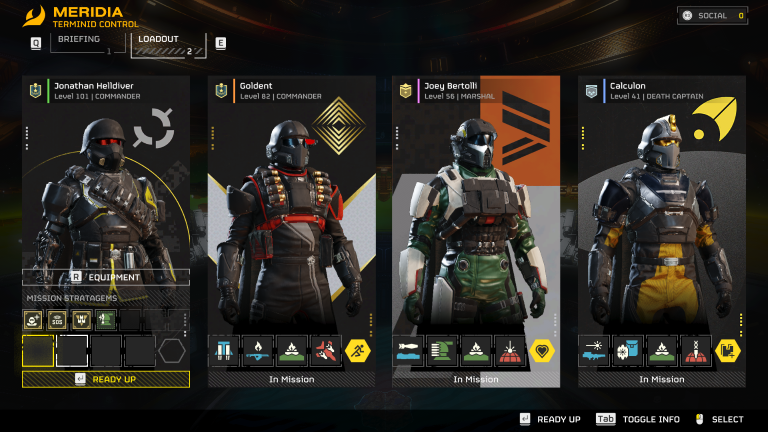 MERIDIA
TERMINID CONTROL
SOCIAL 0
Q BRIEFING 1 LOADOUT 2 E
Jonathan Helldiver
Level 101 | COMMANDER
Goldent
Level 82 | COMMANDER
Joey Bertolli
Level 56 | MARSHAL
Calculon
Level 41 | DEATH CAPTAIN
R / EQUIPMENT
MISSION STRATAGEMS
SOS
READY UP
In Mission
In Mission
In Mission
READY UP Tab TOGGLE INFO SELECT